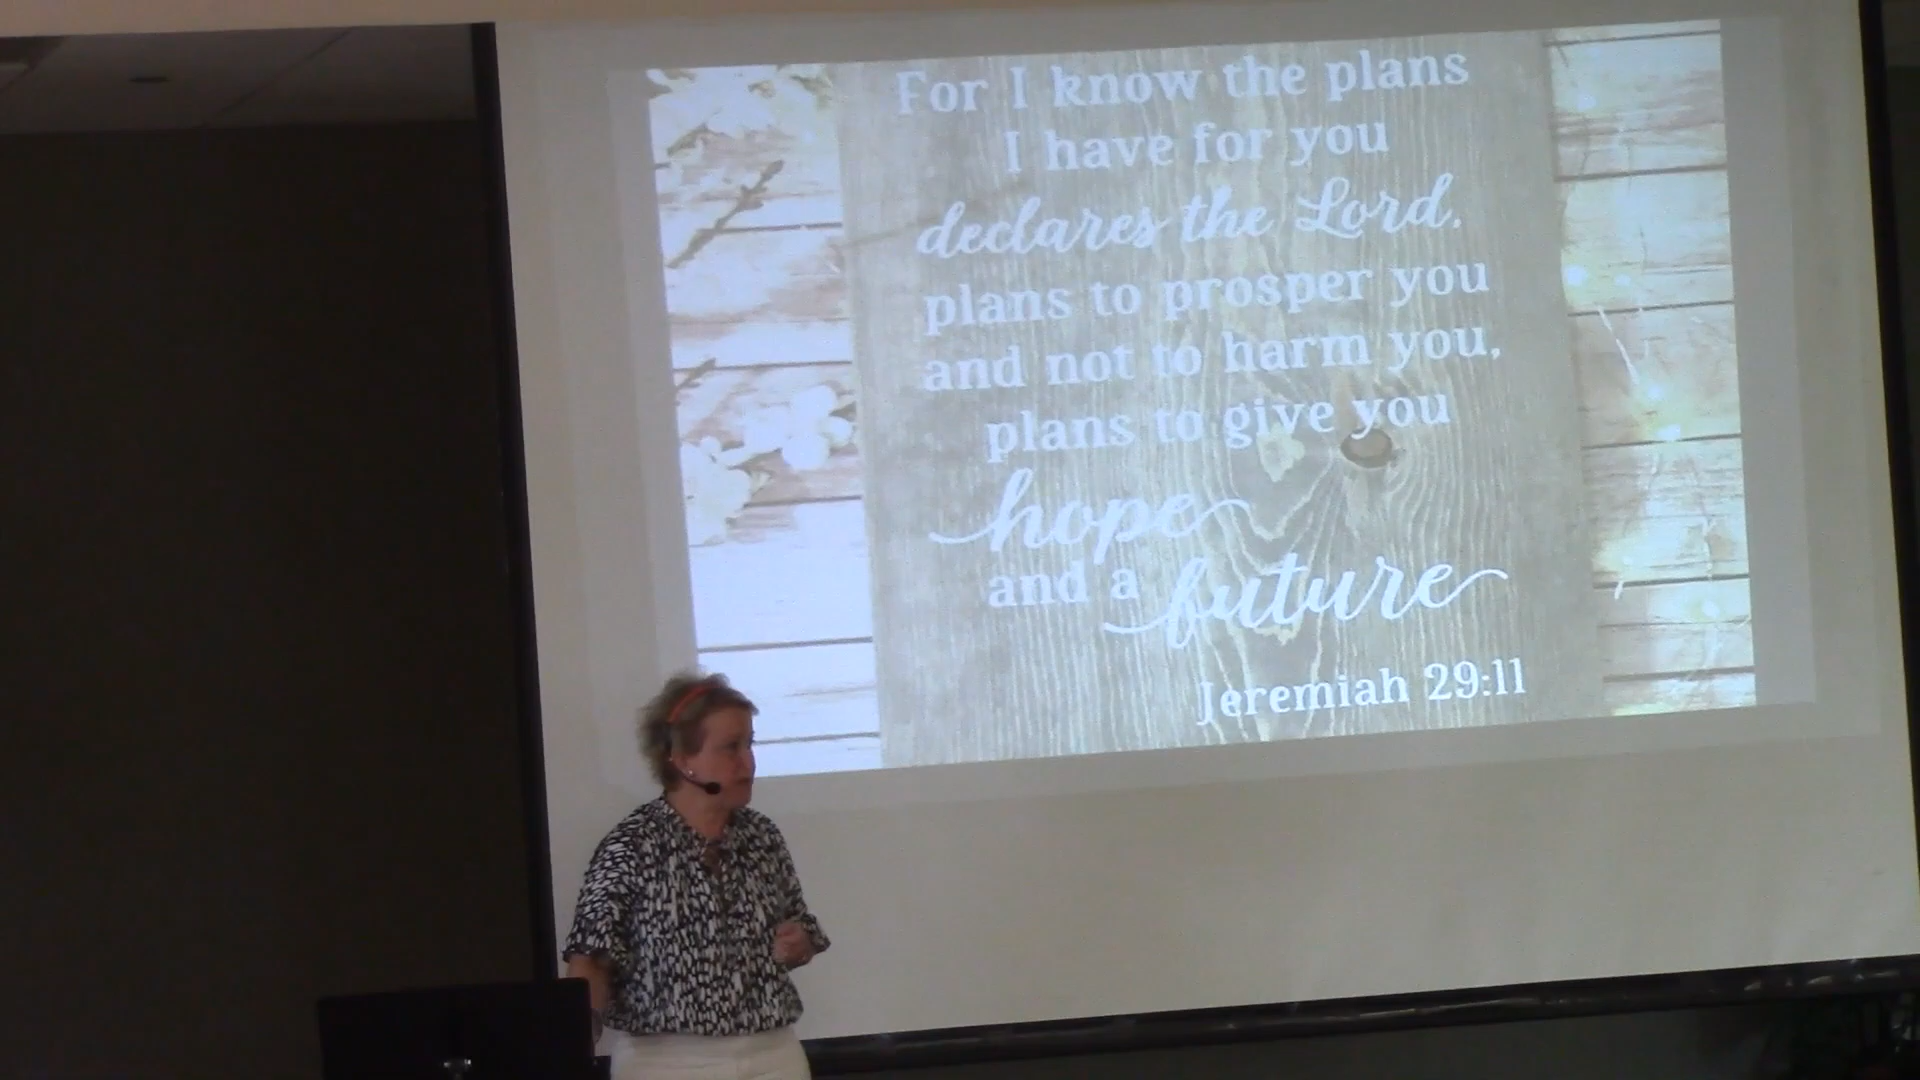 For I know the plans
I have for you
declares the Lord,
plans to prosper you
and not to harm you,
plans to give you
hope
and a future
Jeremiah 29:11